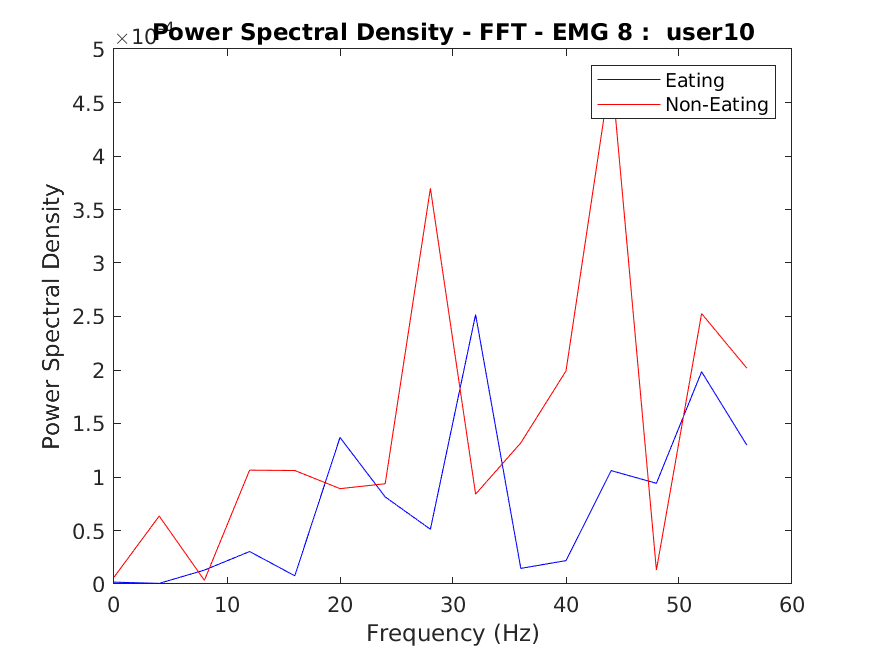 ×10⁻⁴
Power Spectral Density - FFT - EMG 8 : user10
5
4.5
4
3.5
3
2.5
2
1.5
1
0.5
0
Power Spectral Density
Eating
Non-Eating
0 10 20 30 40 50 60
Frequency (Hz)